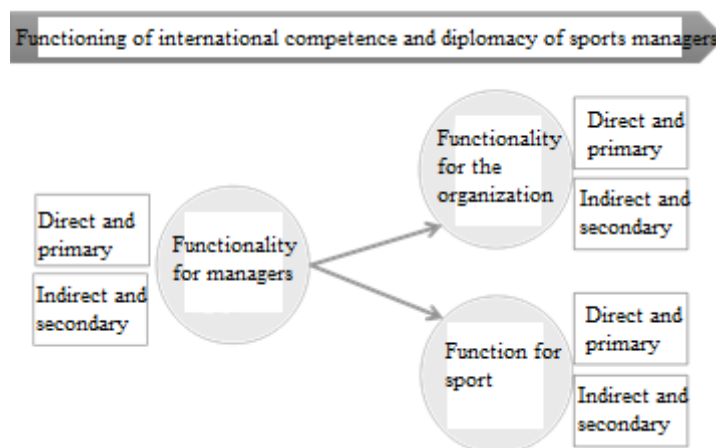 Functioning of international competence and diplomacy of sports managers
Direct and
primary
Indirect and
secondary
Functionality
for managers
Functionality
for the
organization
Direct and
primary
Indirect and
secondary
Function for
sport
Direct and
primary
Indirect and
secondary